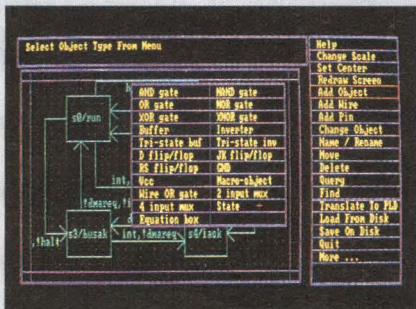 Select Object Type From Menu
Help
Change Scale
Set Center
Redraw Screen
Add Object
Add Wire
Add Pin
Change Object
Name / Rename
Move
Delete
Query
Find
Translate To PLD
Load From Disk
Save On Disk
Quit
More ...
AND gate NAND gate
OR gate NOR gate
XOR gate XNOR gate
Buffer Inverter
Tri-state buf Tri-state inv
D flip/flop JK flip/flop
RS flip/flop GND
Vcc Macro-object
Wire OR gate 2 input mux
4 input mux State
Equation box
s0/run
int,
!dmareq,!i
s3/busak
int,!dmareq
s6/iack
,!halt